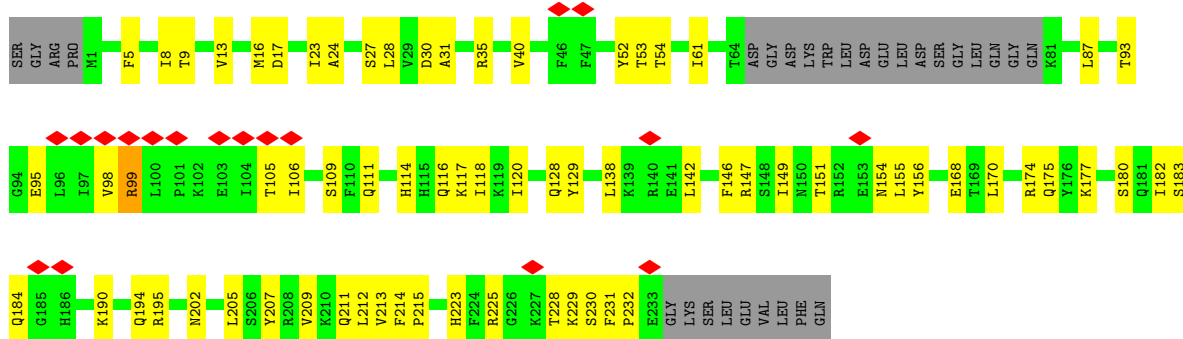 SER GLY ARG PRO M1 F5 I8 T9 V13 M16 D17 I23 A24 S27 L28 V29 D30 A31 R35 V40 F46 F47 Y52 T53 T54 I61 T64 ASP GLY ASP LYS TRP LEU ASP GLU LEU ASP SER GLY LEU GLN GLY GLN K81 L87 T93
G94 E95 L96 I97 V98 R99 L100 P101 K102 E103 I104 T105 I106 S109 F110 Q111 H114 H115 Q116 K117 I118 K119 I120 Q128 Y129 L138 K139 R140 E141 L142 F146 R147 S148 I149 N150 T151 R152 E153 N154 L155 Y156 E168 T169 L170 R174 Q175 Y176 K177 S180 Q181 I182 S183
Q184 G185 H186 K190 Q194 R195 N202 L205 S206 Y207 R208 V209 K210 Q211 L212 V213 F214 P215 H223 F224 R225 G226 K227 T228 K229 S230 F231 P232 E233 GLY LYS SER LEU GLU VAL LEU PHE GLN